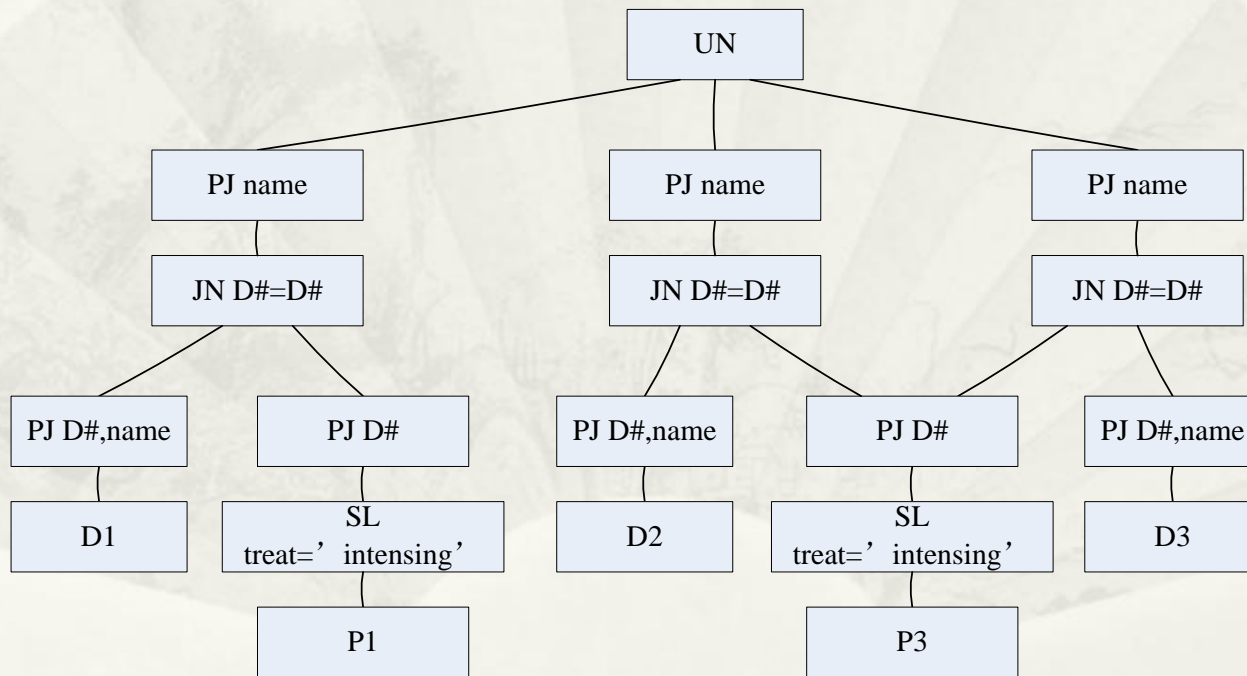 UN
PJ name
PJ name
PJ name
JN D#=D#
JN D#=D#
JN D#=D#
PJ D#,name
PJ D#
PJ D#,name
PJ D#
PJ D#,name
D1
SL
treat=’intensing’
D2
SL
treat=’intensing’
D3
P1
P3